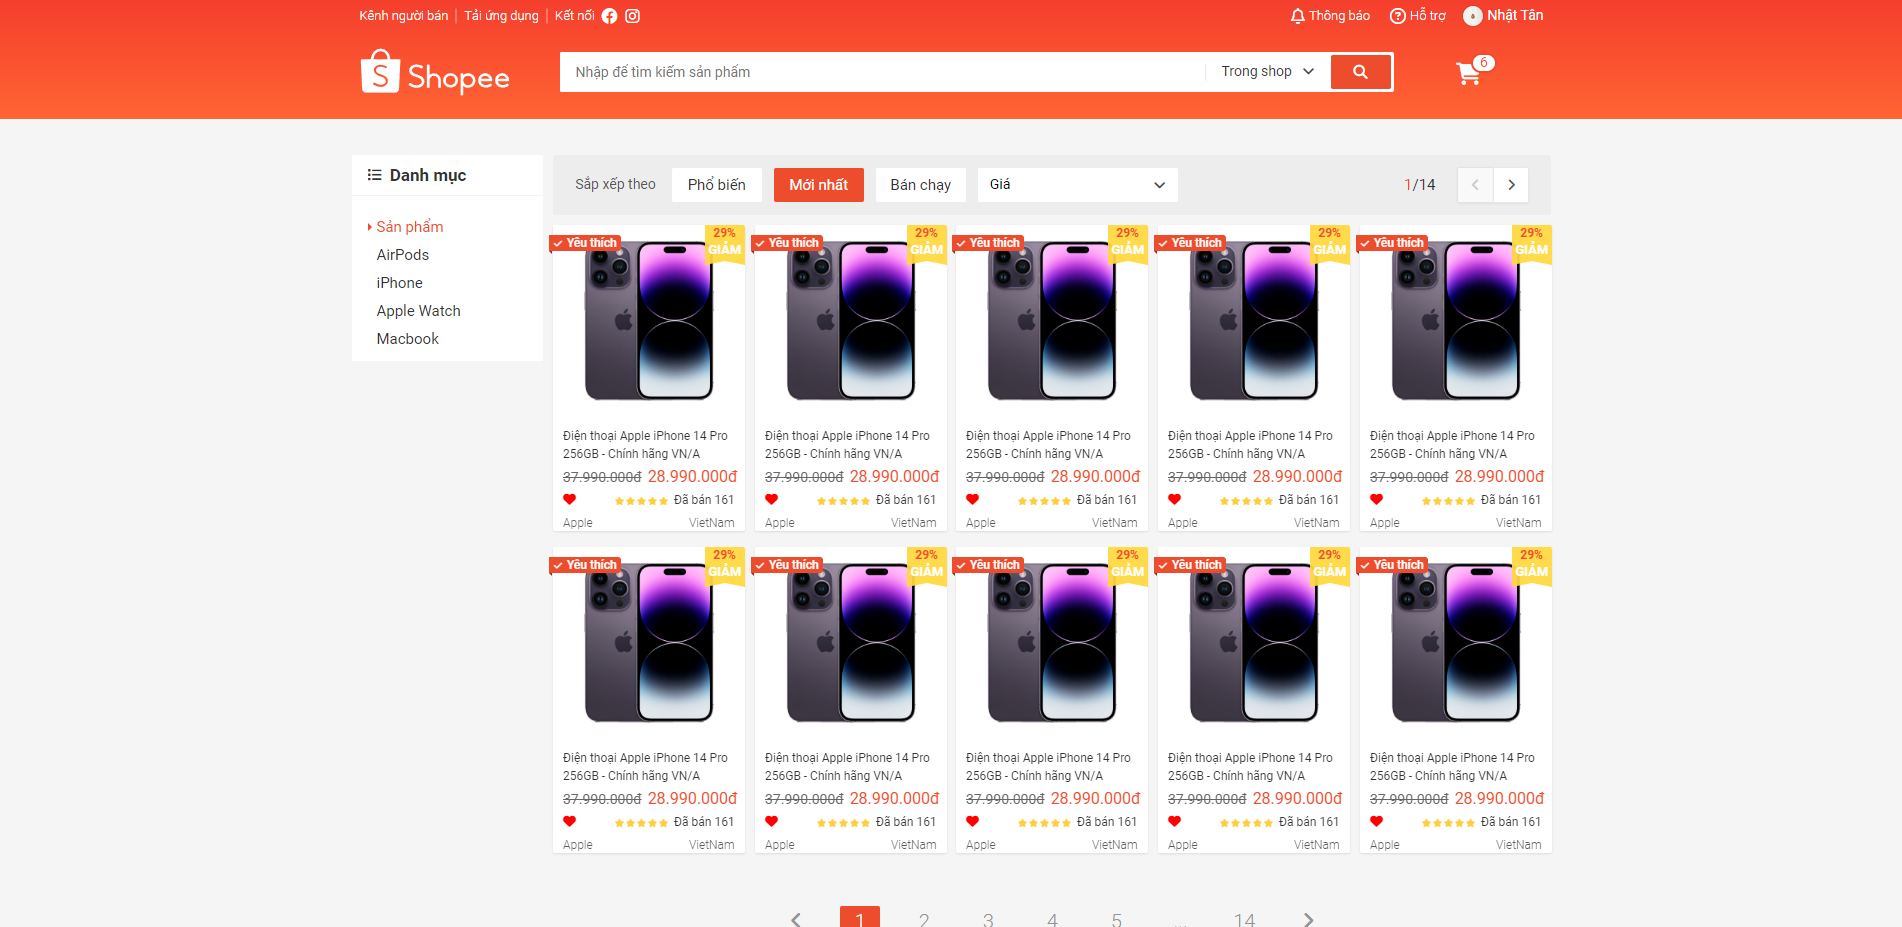 Kênh người bán Tải ứng dụng Kết nối Thông báo Hỗ trợ Nhật Tân
Shopee Nhập để tìm kiếm sản phẩm Trong shop 6
Danh mục
Sản phẩm
AirPods
iPhone
Apple Watch
Macbook
Sắp xếp theo Phổ biến Mới nhất Bán chạy Giá 1/14
Yêu thích 29% GIẢM
Điện thoại Apple iPhone 14 Pro
256GB - Chính hãng VN/A
37.990.000đ 28.990.000đ
Đã bán 161
Apple VietNam
Yêu thích 29% GIẢM
Điện thoại Apple iPhone 14 Pro
256GB - Chính hãng VN/A
37.990.000đ 28.990.000đ
Đã bán 161
Apple VietNam
Yêu thích 29% GIẢM
Điện thoại Apple iPhone 14 Pro
256GB - Chính hãng VN/A
37.990.000đ 28.990.000đ
Đã bán 161
Apple VietNam
Yêu thích 29% GIẢM
Điện thoại Apple iPhone 14 Pro
256GB - Chính hãng VN/A
37.990.000đ 28.990.000đ
Đã bán 161
Apple VietNam
Yêu thích 29% GIẢM
Điện thoại Apple iPhone 14 Pro
256GB - Chính hãng VN/A
37.990.000đ 28.990.000đ
Đã bán 161
Apple VietNam
Yêu thích 29% GIẢM
Điện thoại Apple iPhone 14 Pro
256GB - Chính hãng VN/A
37.990.000đ 28.990.000đ
Đã bán 161
Apple VietNam
Yêu thích 29% GIẢM
Điện thoại Apple iPhone 14 Pro
256GB - Chính hãng VN/A
37.990.000đ 28.990.000đ
Đã bán 161
Apple VietNam
Yêu thích 29% GIẢM
Điện thoại Apple iPhone 14 Pro
256GB - Chính hãng VN/A
37.990.000đ 28.990.000đ
Đã bán 161
Apple VietNam
Yêu thích 29% GIẢM
Điện thoại Apple iPhone 14 Pro
256GB - Chính hãng VN/A
37.990.000đ 28.990.000đ
Đã bán 161
Apple VietNam
Yêu thích 29% GIẢM
Điện thoại Apple iPhone 14 Pro
256GB - Chính hãng VN/A
37.990.000đ 28.990.000đ
Đã bán 161
Apple VietNam
1 2 3 4 5 ... 14